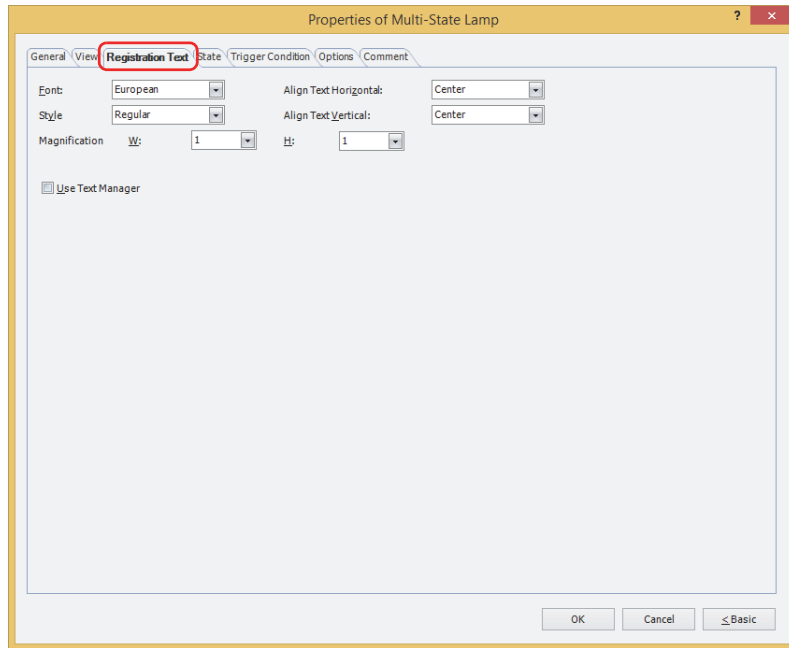 Properties of Multi-State Lamp
? ×
General View Registration Text State Trigger Condition Options Comment
Font: European Align Text Horizontal: Center
Style Regular Align Text Vertical: Center
Magnification W: 1 H: 1
Use Text Manager
OK Cancel < Basic